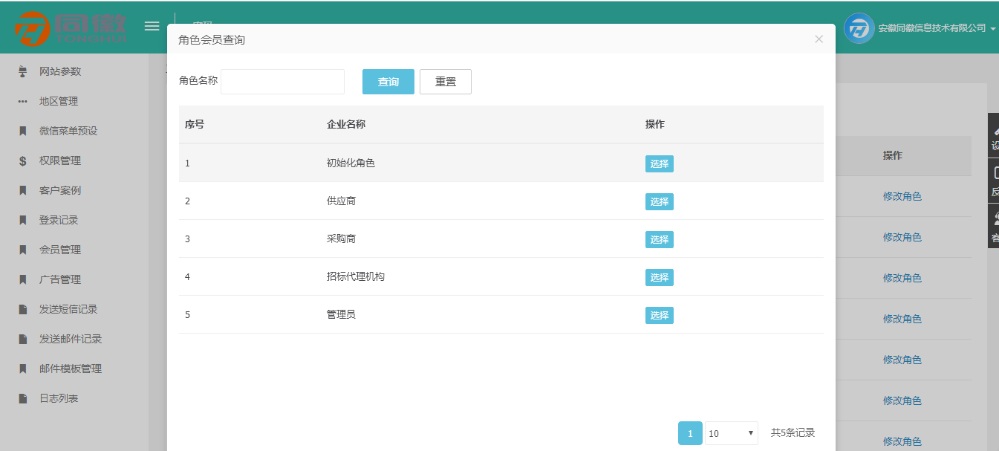 同徽
TONGHUI
安徽同徽信息技术有限公司
网站参数
地区管理
微信菜单预设
权限管理
客户案例
登录记录
会员管理
广告管理
发送短信记录
发送邮件记录
邮件模板管理
日志列表
角色会员查询
角色名称 查询 重置
序号 企业名称 操作
1 初始化角色 选择
2 供应商 选择
3 采购商 选择
4 招标代理机构 选择
5 管理员 选择
1 10 共5条记录
操作
修改角色
修改角色
修改角色
修改角色
修改角色
修改角色
修改角色